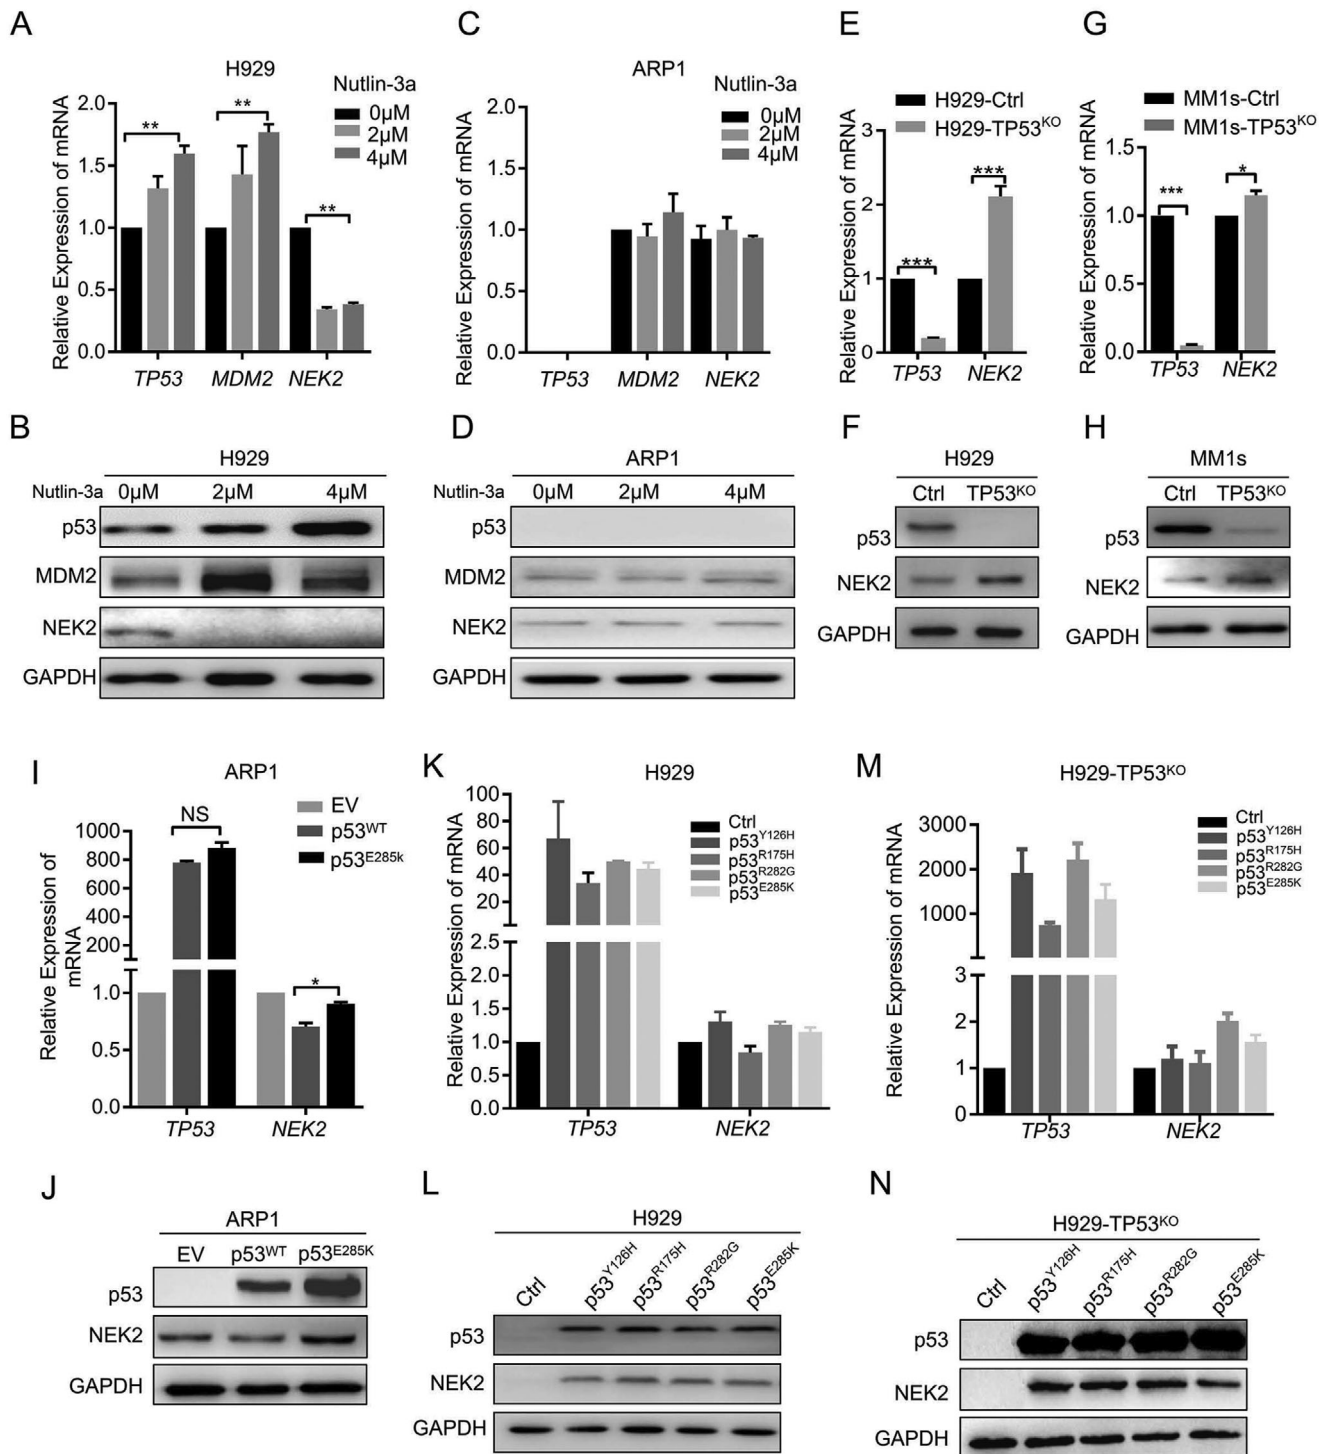 A
H929
Nutlin-3a
0μM
2μM
4μM
Relative Expression of mRNA
2.0
1.5
1.0
0.5
0.0
**
**
**
TP53 MDM2 NEK2
C
ARP1
Nutlin-3a
0μM
2μM
4μM
Relative Expression of mRNA
2.0
1.5
1.0
0.5
0.0
TP53 MDM2 NEK2
E
H929-Ctrl
H929-TP53KO
Relative Expression of mRNA
3
2
1
0
***
***
TP53 NEK2
G
MM1s-Ctrl
MM1s-TP53KO
Relative Expression of mRNA
1.5
1.0
0.5
0.0
***
*
TP53 NEK2
B
H929
Nutlin-3a 0μM 2μM 4μM
p53
MDM2
NEK2
GAPDH
D
ARP1
Nutlin-3a 0μM 2μM 4μM
p53
MDM2
NEK2
GAPDH
F
H929
Ctrl TP53KO
p53
NEK2
GAPDH
H
MM1s
Ctrl TP53KO
p53
NEK2
GAPDH
I
ARP1
EV
p53WT
p53E285k
Relative Expression of
mRNA
1000
800
600
400
200
1.0
0.5
0.0
NS
*
TP53 NEK2
K
H929
Ctrl
p53Y126H
p53R175H
p53R282G
p53E285K
Relative Expression of mRNA
100
80
60
40
20
2.5
2.0
1.5
1.0
0.5
0.0
TP53 NEK2
M
H929-TP53KO
Ctrl
p53Y126H
p53R175H
p53R282G
p53E285K
Relative Expression of mRNA
3000
2000
1000
3
2
1
0
TP53 NEK2
J
ARP1
EV p53WT p53E285K
p53
NEK2
GAPDH
L
H929
Ctrl p53Y126H p53R175H p53R282G p53E285K
p53
NEK2
GAPDH
N
H929-TP53KO
Ctrl p53Y126H p53R175H p53R282G p53E285K
p53
NEK2
GAPDH